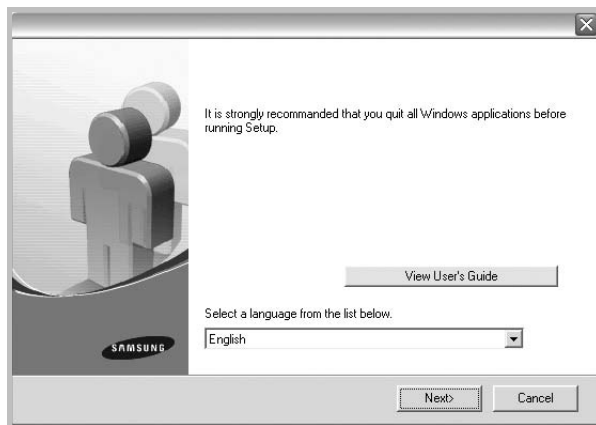 It is strongly recommanded that you quit all Windows applications before
running Setup.
View User's Guide
Select a language from the list below.
English
SAMSUNG
Next>
Cancel